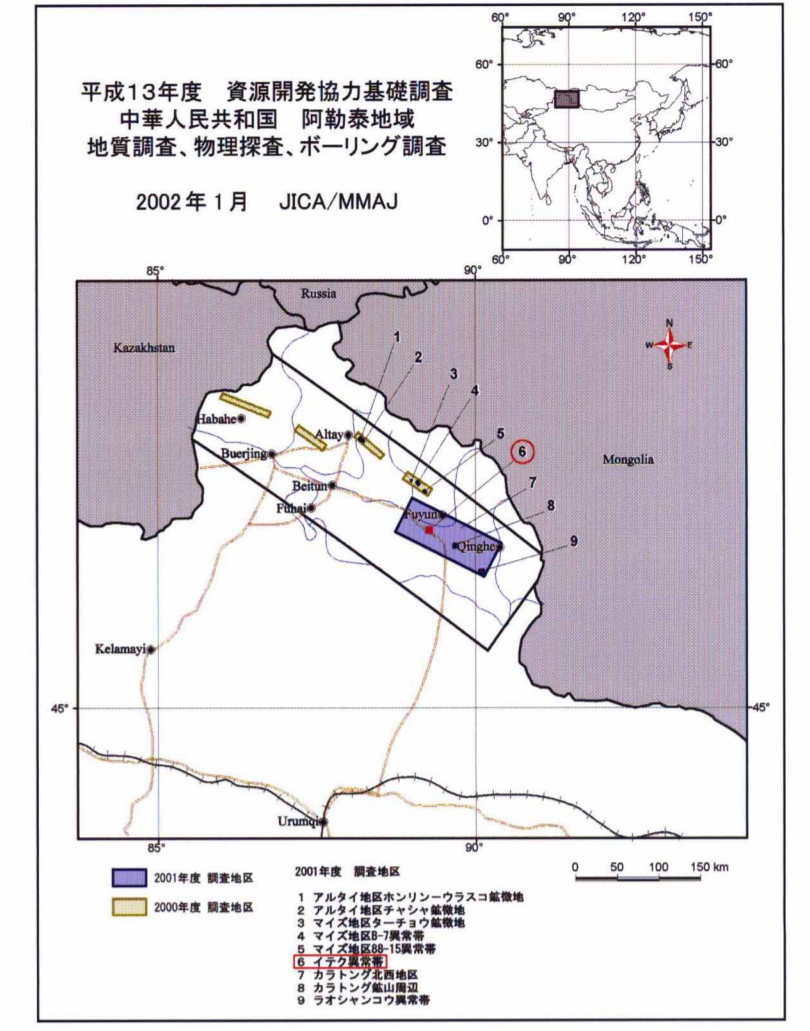 平成13年度　資源開発協力基礎調査
中華人民共和国　阿勒泰地域
地質調査、物理探査、ボーリング調査
2002年1月　JICA/MMAJ
60° 90° 120° 150°
60° 60°
30° 30°
0° 0°
60° 90° 120° 150°
85° 90°
Russia
Kazakhstan
Mongolia
N
W E
S
1
2
3
4
5
6
7
8
9
Habahe
Altay
Buerjing
Beitun
Fuhai
Fuyun
Qinghe
Kelamayi
45° 45°
Urumqi
85° 90°
2001年度 調査地区
2000年度 調査地区
2001年度　調査地区
1 アルタイ地区ホンリンーウラスコ鉱徴地
2 アルタイ地区チャシャ鉱徴地
3 マイズ地区ターチョウ鉱徴地
4 マイズ地区B-7異常帯
5 マイズ地区88-15異常帯
6 イテク異常帯
7 カラトング北西地区
8 カラトング鉱山周辺
9 ラオシャンコウ異常帯
0 50 100 150 km